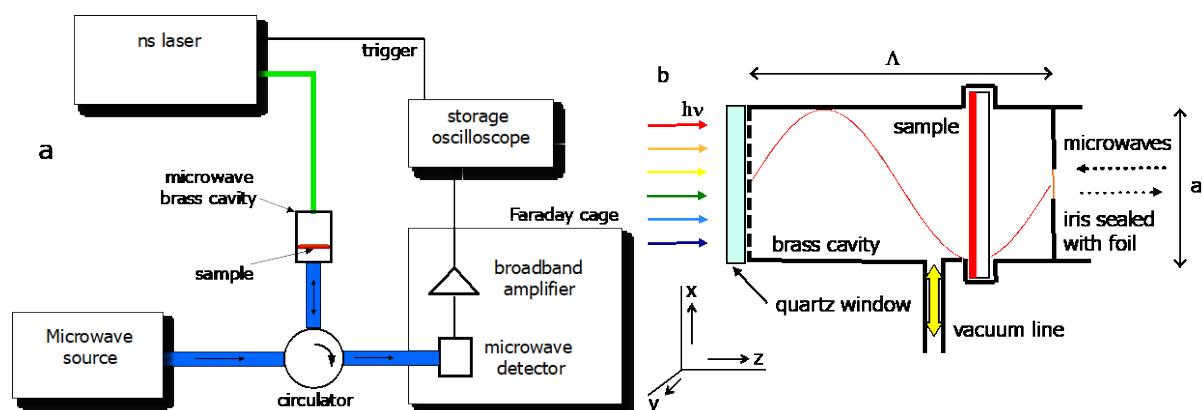 a
ns laser
trigger
storage
oscilloscope
microwave
brass cavity
sample
Faraday cage
broadband
amplifier
microwave
detector
Microwave
source
circulator
b
Λ
hν
sample
microwaves
a
iris sealed
with foil
brass cavity
quartz window
vacuum line
x
z
y